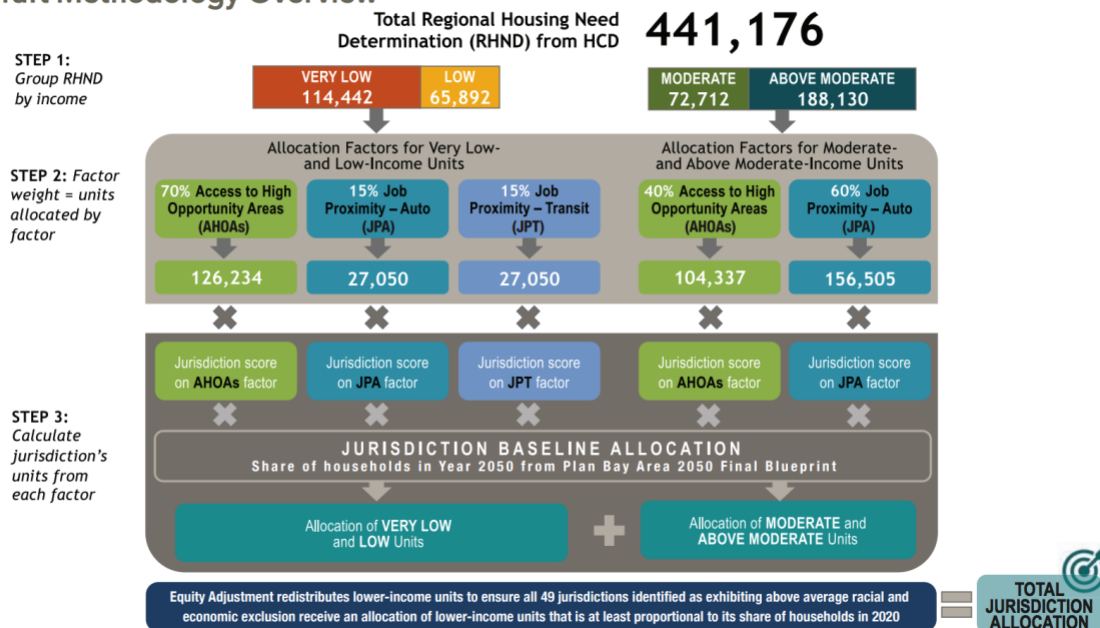 Methodology Overview
Total Regional Housing Need
Determination (RHND) from HCD
441,176
STEP 1:
Group RHND
by income
VERY LOW
114,442
LOW
65,892
MODERATE
72,712
ABOVE MODERATE
188,130
STEP 2: Factor
weight = units
allocated by
factor
Allocation Factors for Very Low-
and Low-Income Units
Allocation Factors for Moderate-
and Above Moderate-Income Units
70% Access to High
Opportunity Areas
(AHOAs)
15% Job
Proximity – Auto
(JPA)
15% Job
Proximity – Transit
(JPT)
40% Access to High
Opportunity Areas
(AHOAs)
60% Job
Proximity – Auto
(JPA)
126,234
27,050
27,050
104,337
156,505
STEP 3:
Calculate
jurisdiction's
units from
each factor
Jurisdiction score
on AHOAs factor
Jurisdiction score
on JPA factor
Jurisdiction score
on JPT factor
Jurisdiction score
on AHOAs factor
Jurisdiction score
on JPA factor
JURISDICTION BASELINE ALLOCATION
Share of households in Year 2050 from Plan Bay Area 2050 Final Blueprint
Allocation of VERY LOW
and LOW Units
Allocation of MODERATE and
ABOVE MODERATE Units
Equity Adjustment redistributes lower-income units to ensure all 49 jurisdictions identified as exhibiting above average racial and
economic exclusion receive an allocation of lower-income units that is at least proportional to its share of households in 2020
TOTAL
JURISDICTION
ALLOCATION